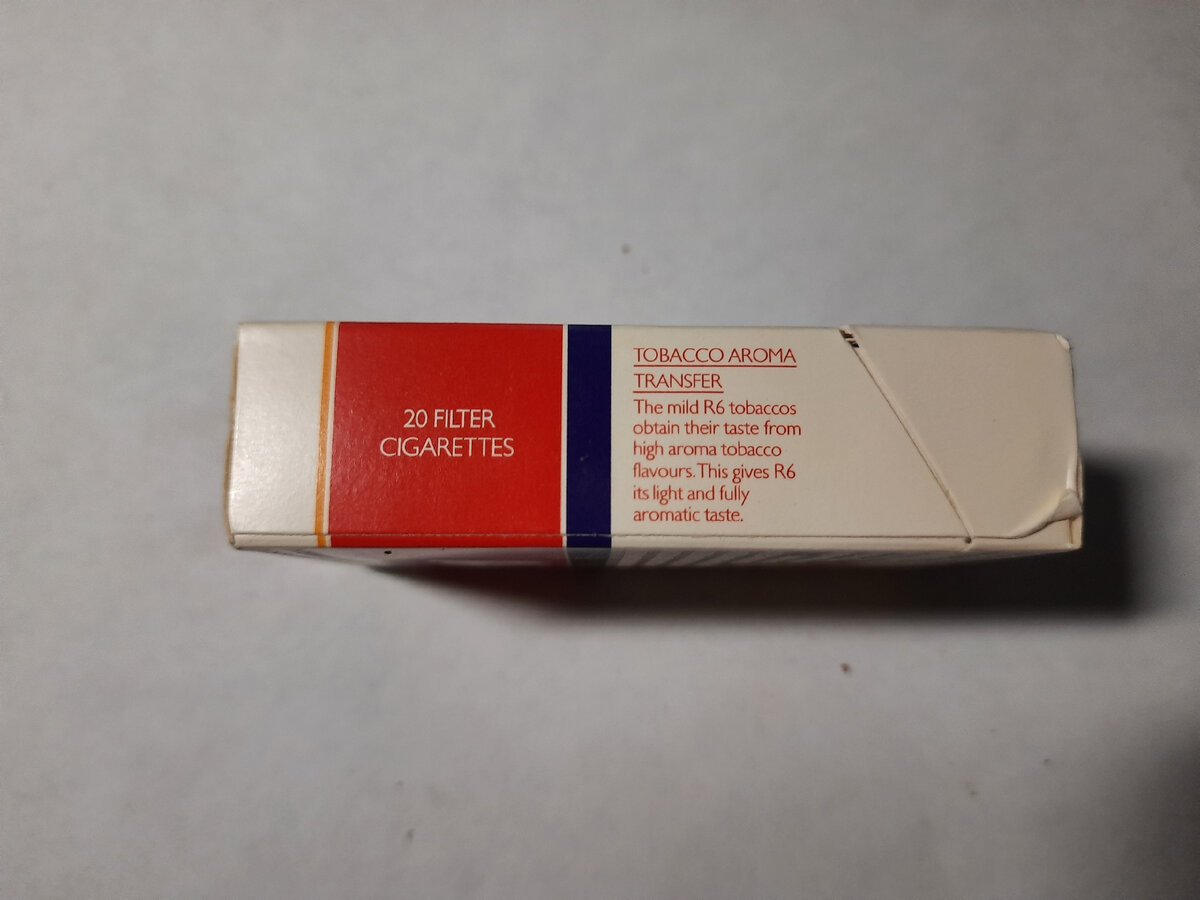 20 FILTER
CIGARETTES
TOBACCO AROMA
TRANSFER
The mild R6 tobaccos
obtain their taste from
high aroma tobacco
flavours. This gives R6
its light and fully
aromatic taste.